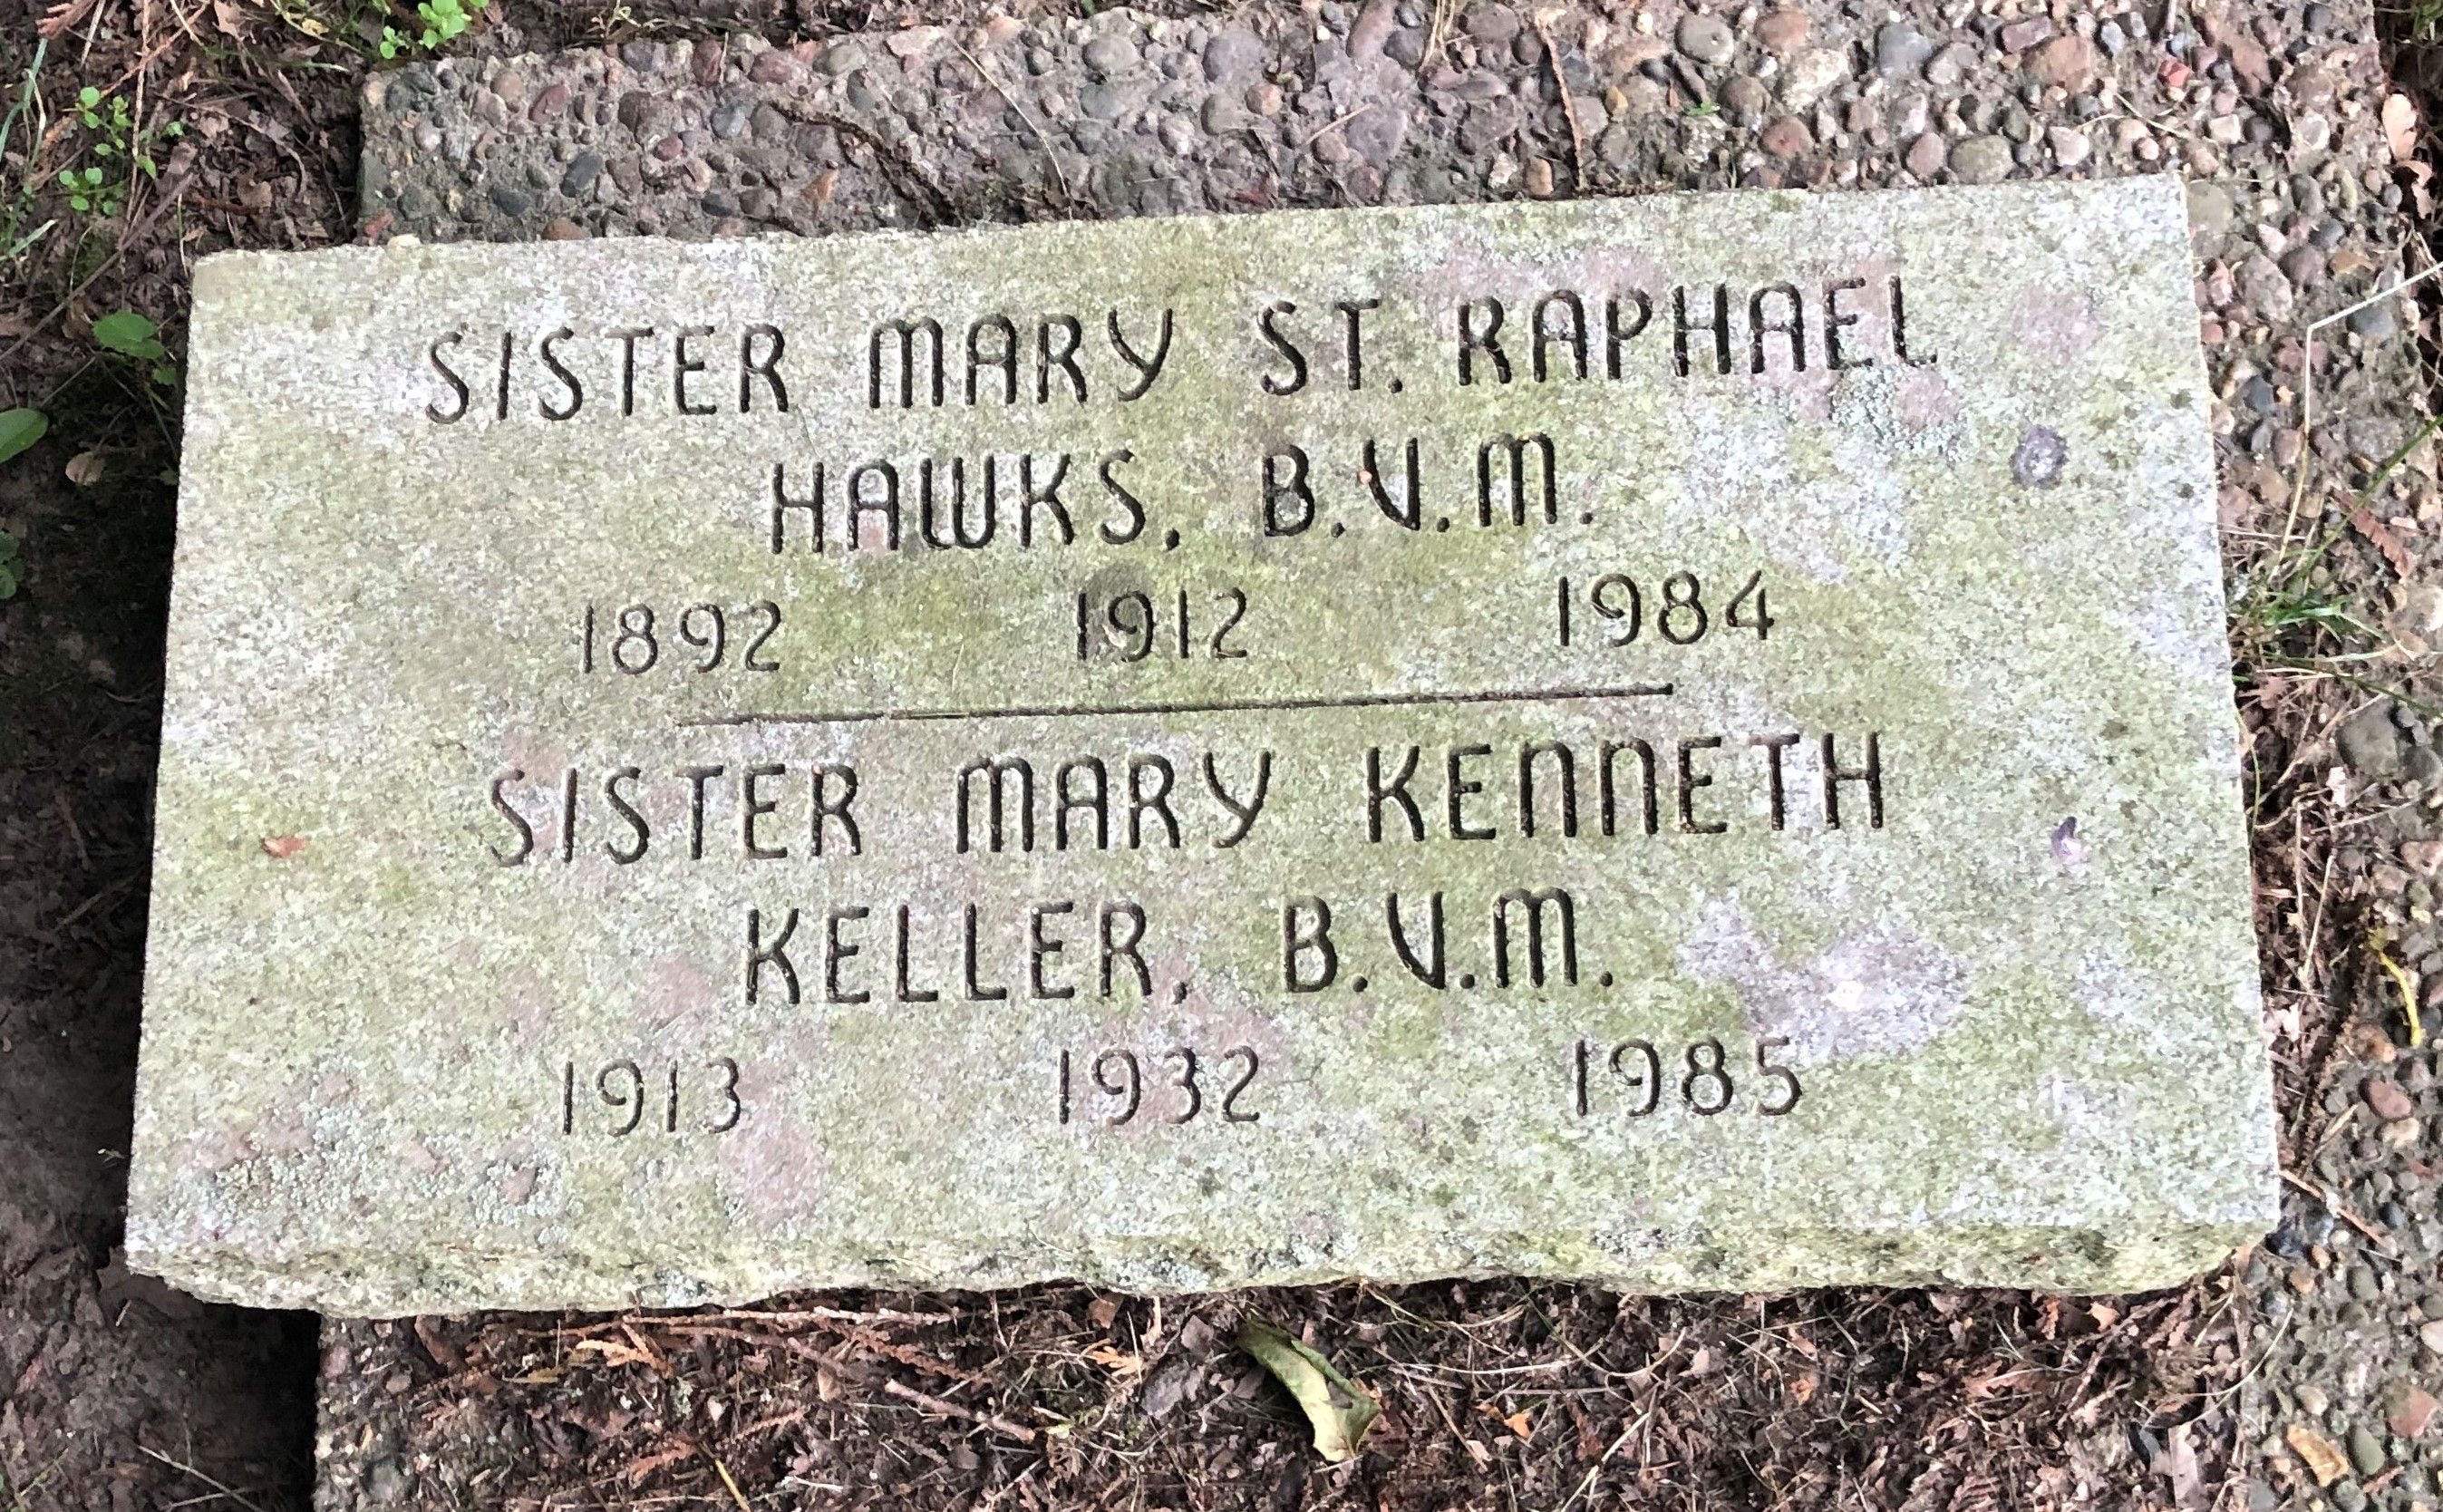 SISTER MARY ST. RAPHAEL
HAWKS, B.V.M.
1892 1912 1984
SISTER MARY KENNETH
KELLER, B.V.M.
1913 1932 1985